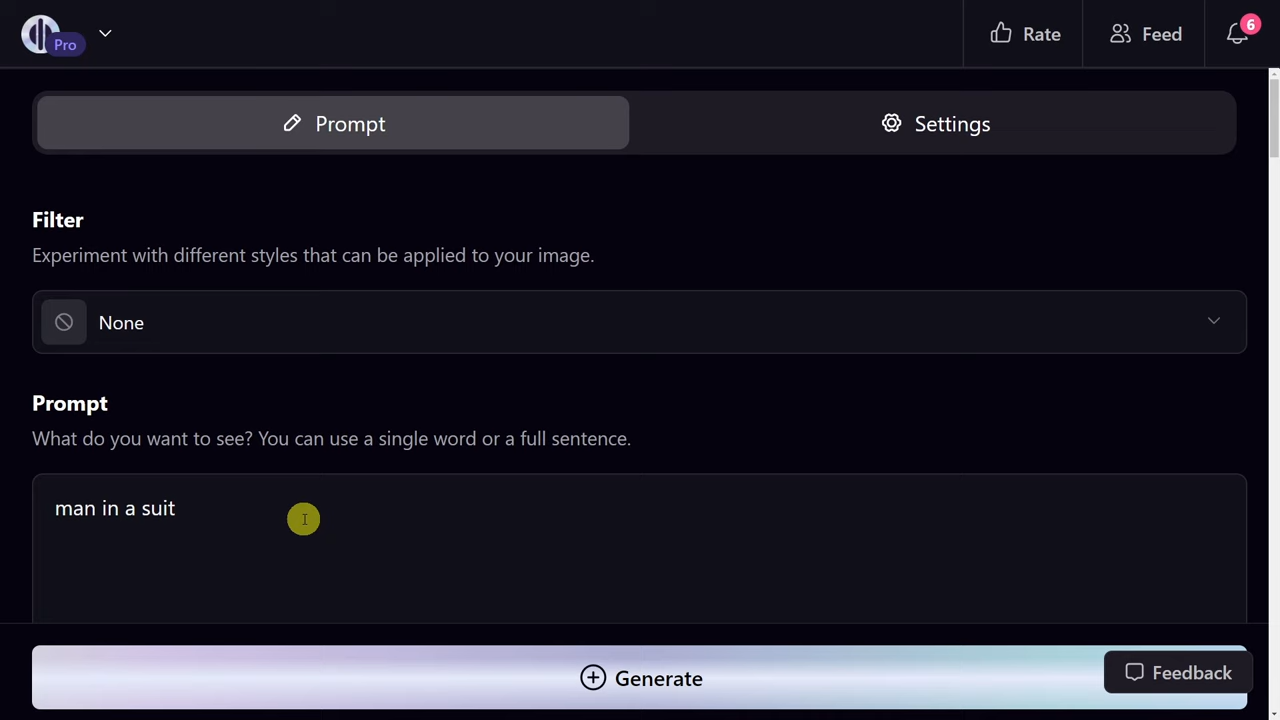 Pro
Rate
Feed
6
Prompt
Settings
Filter
Experiment with different styles that can be applied to your image.
None
Prompt
What do you want to see? You can use a single word or a full sentence.
man in a suit
Generate
Feedback